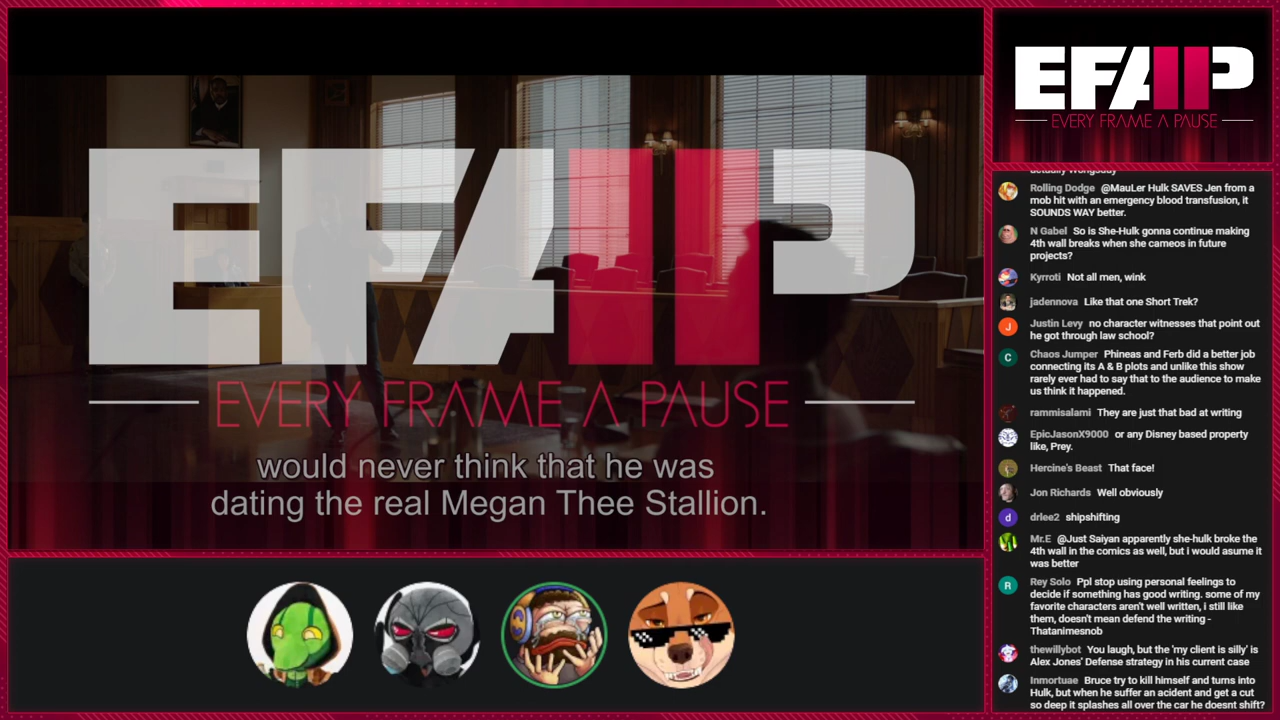 EFAP
EVERY FRAME A PAUSE
would never think that he was
dating the real Megan Thee Stallion.
EFAP
EVERY FRAME A PAUSE
actually Wongsday
Rolling Dodge @MauLer Hulk SAVES Jen from a
mob hit with an emergency blood transfusion, it
SOUNDS WAY better.
N Gabel So is She-Hulk gonna continue making
4th wall breaks when she cameos in future
projects?
Kyrroti Not all men, wink
jadennova Like that one Short Trek?
J
Justin Levy no character witnesses that point out
he got through law school?
C
Chaos Jumper Phineas and Ferb did a better job
connecting its A & B plots and unlike this show
rarely ever had to say that to the audience to make
us think it happened.
rammisalami They are just that bad at writing
EpicJasonX9000 or any Disney based property
like, Prey.
Hercine's Beast That face!
Jon Richards Well obviously
d
drlee2 shipshifting
Mr.E @Just Saiyan apparently she-hulk broke the
4th wall in the comics as well, but i would asume it
was better
R
Rey Solo Ppl stop using personal feelings to
decide if something has good writing. some of my
favorite characters aren't well written, i still like
them, doesn't mean defend the writing -
Thatanimesnob
thewillybot You laugh, but the 'my client is silly' is
Alex Jones' Defense strategy in his current case
Inmortuae Bruce try to kill himself and turns into
Hulk, but when he suffer an acident and get a cut
so deep it splashes all over the car he doesnt shift?